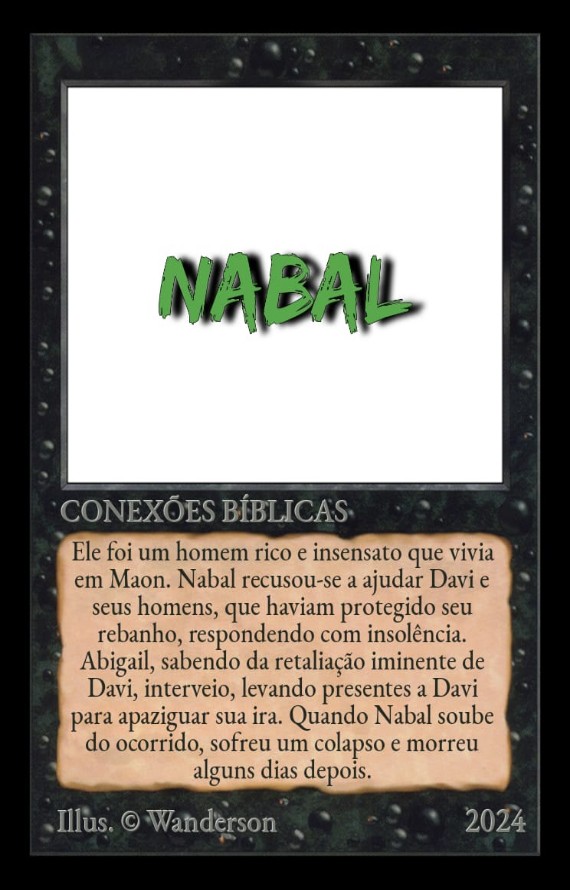 NABAL
CONEXÕES BÍBLICAS
Ele foi um homem rico e insensato que vivia
em Maon. Nabal recusou-se a ajudar Davi e
seus homens, que haviam protegido seu
rebanho, respondendo com insolência.
Abigail, sabendo da retaliação iminente de
Davi, interveio, levando presentes a Davi
para apaziguar sua ira. Quando Nabal soube
do ocorrido, sofreu um colapso e morreu
alguns dias depois.
Illus. © Wanderson 2024